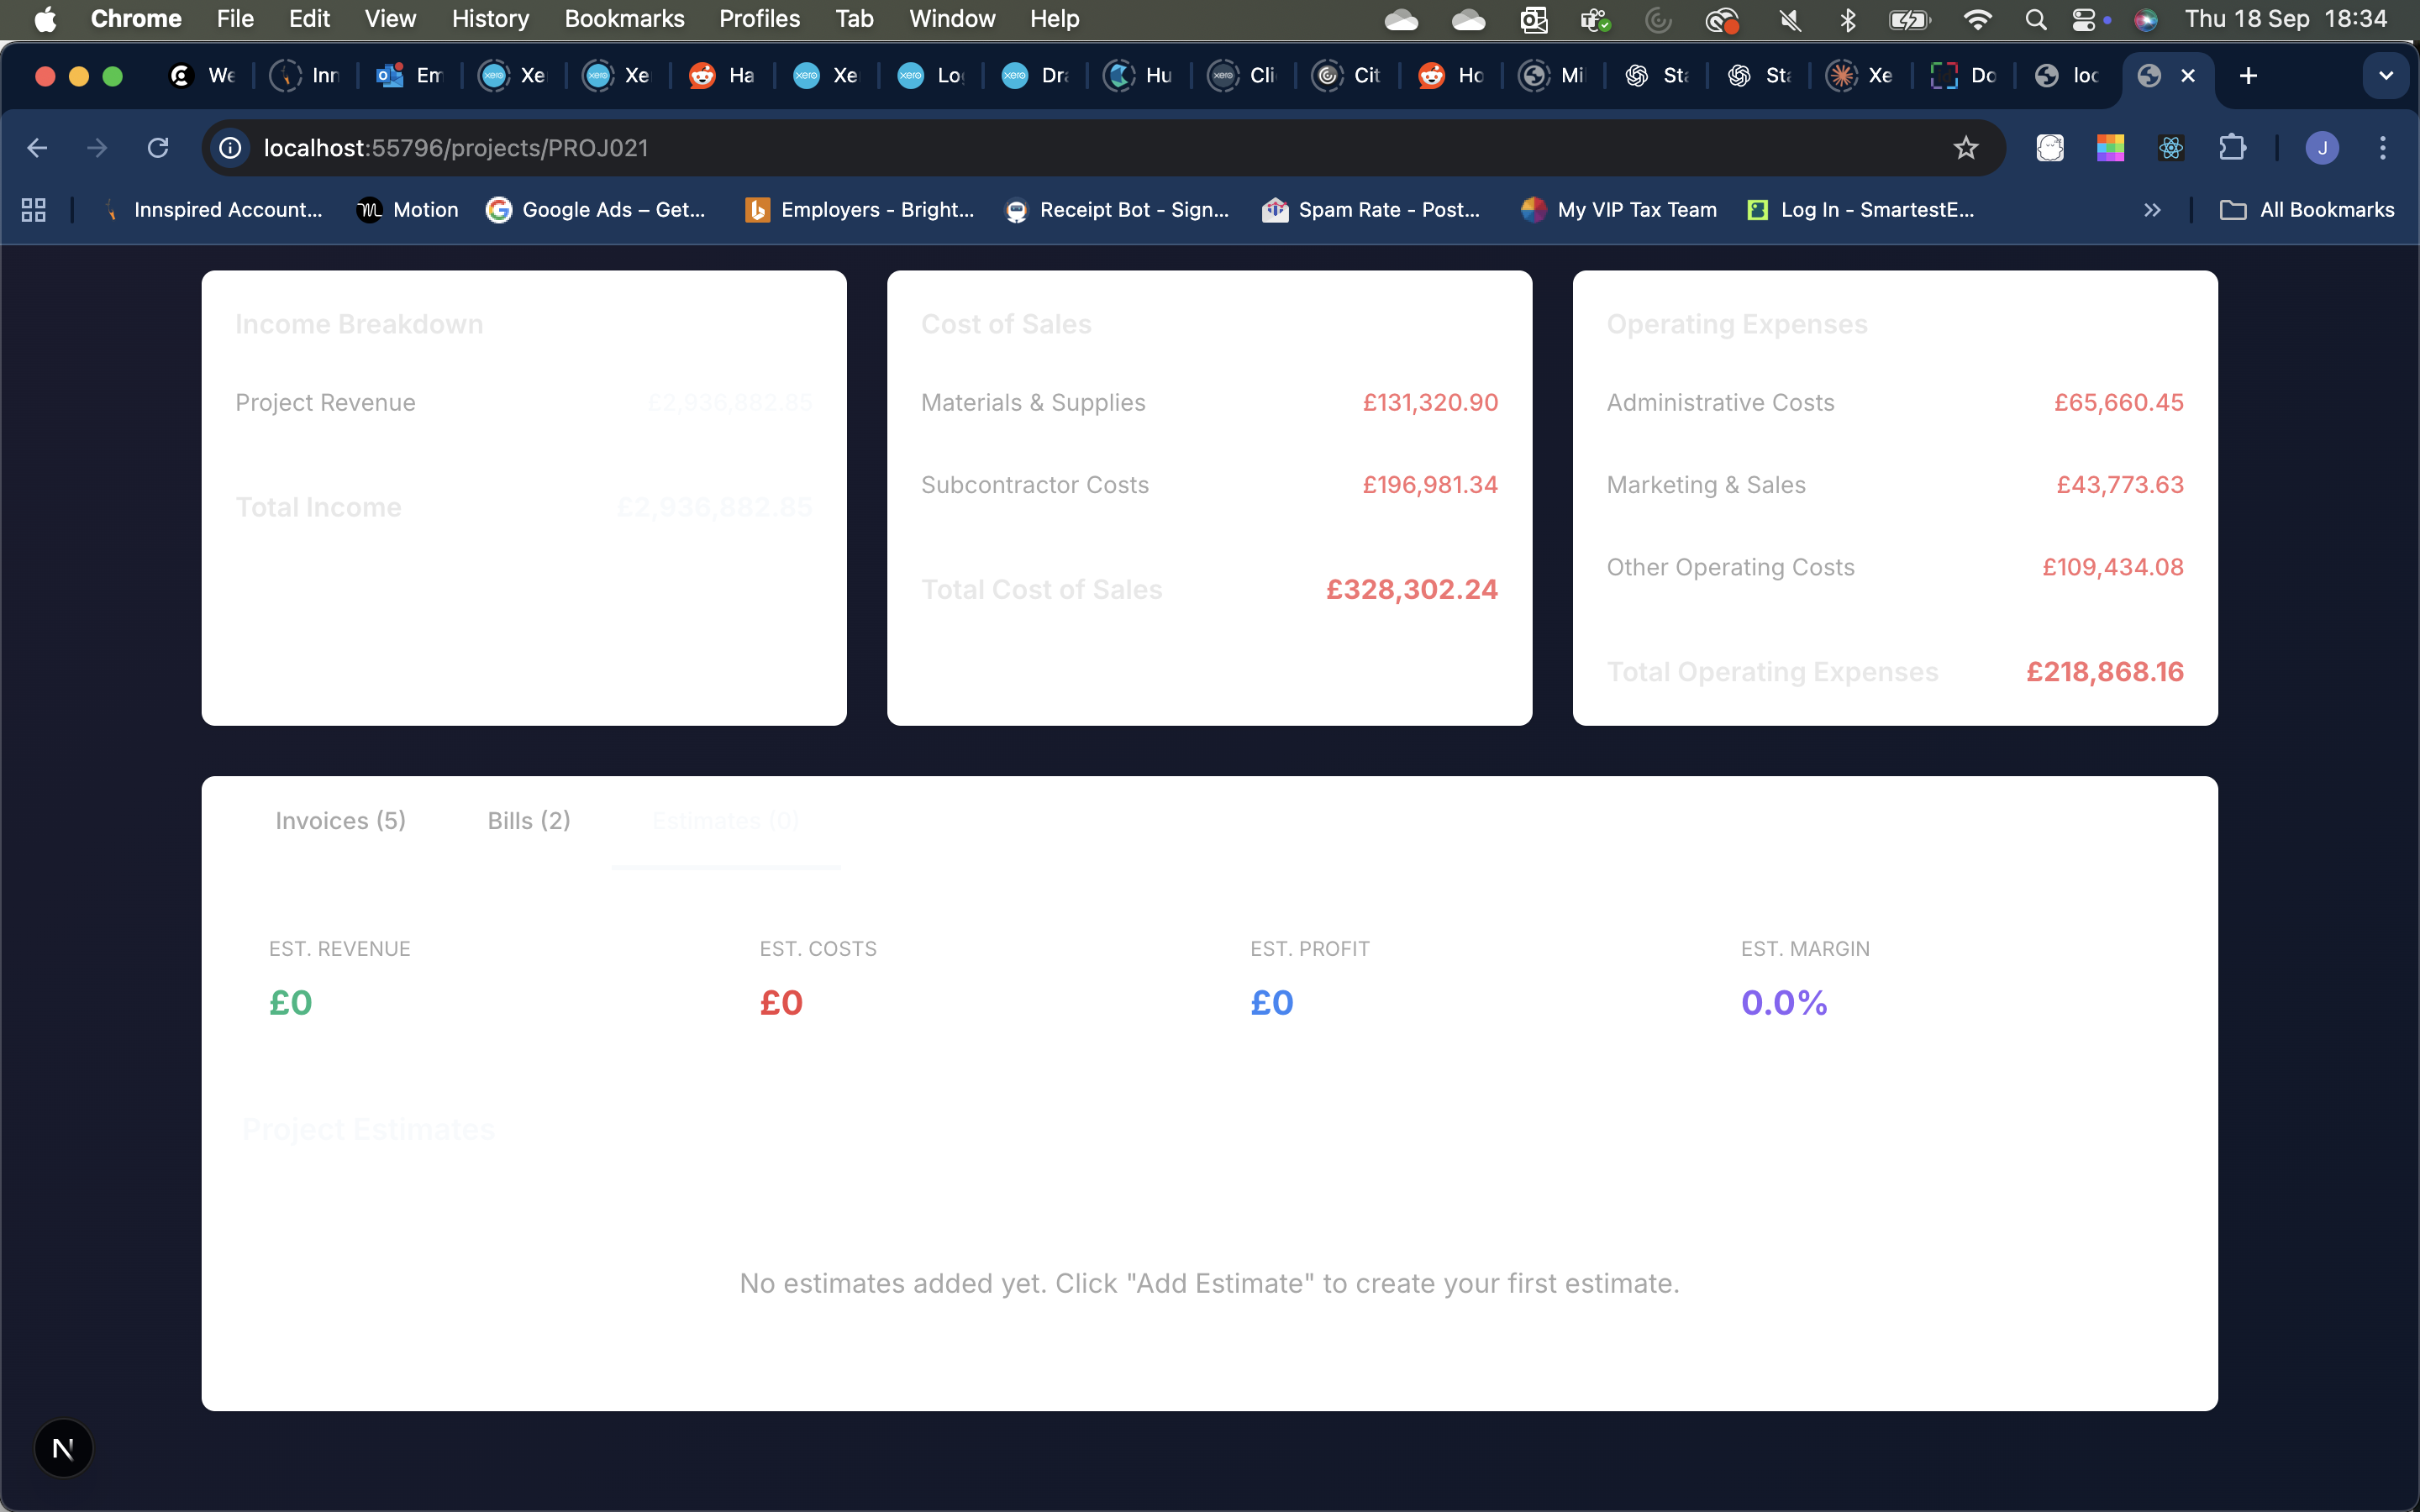 Chrome File Edit View History Bookmarks Profiles Tab Window Help Thu 18 Sep 18:34
We Inn Em Xe Xe Ha Xe Lo Dr Hu Cli Cit Ho Mi St St Xe Do loc
localhost:55796/projects/PROJ021 J
Innspired Account... Motion Google Ads – Get... Employers - Bright... Receipt Bot - Sign... Spam Rate - Post... My VIP Tax Team Log In - SmartestE... All Bookmarks
Income Breakdown
Project Revenue £2,936,882.85
Total Income £2,936,882.85
Cost of Sales
Materials & Supplies £131,320.90
Subcontractor Costs £196,981.34
Total Cost of Sales £328,302.24
Operating Expenses
Administrative Costs £65,660.45
Marketing & Sales £43,773.63
Other Operating Costs £109,434.08
Total Operating Expenses £218,868.16
Invoices (5) Bills (2) Estimates (0)
EST. REVENUE EST. COSTS EST. PROFIT EST. MARGIN
£0 £0 £0 0.0%
Project Estimates
No estimates added yet. Click "Add Estimate" to create your first estimate.
N